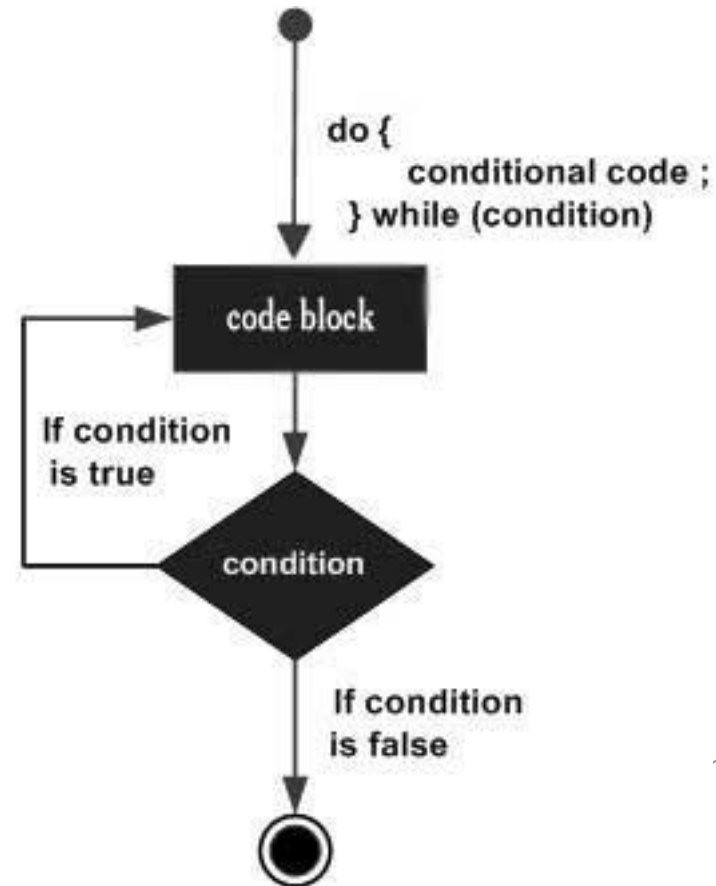 do {
conditional code ;
} while (condition)
code block
If condition
is true
condition
If condition
is false